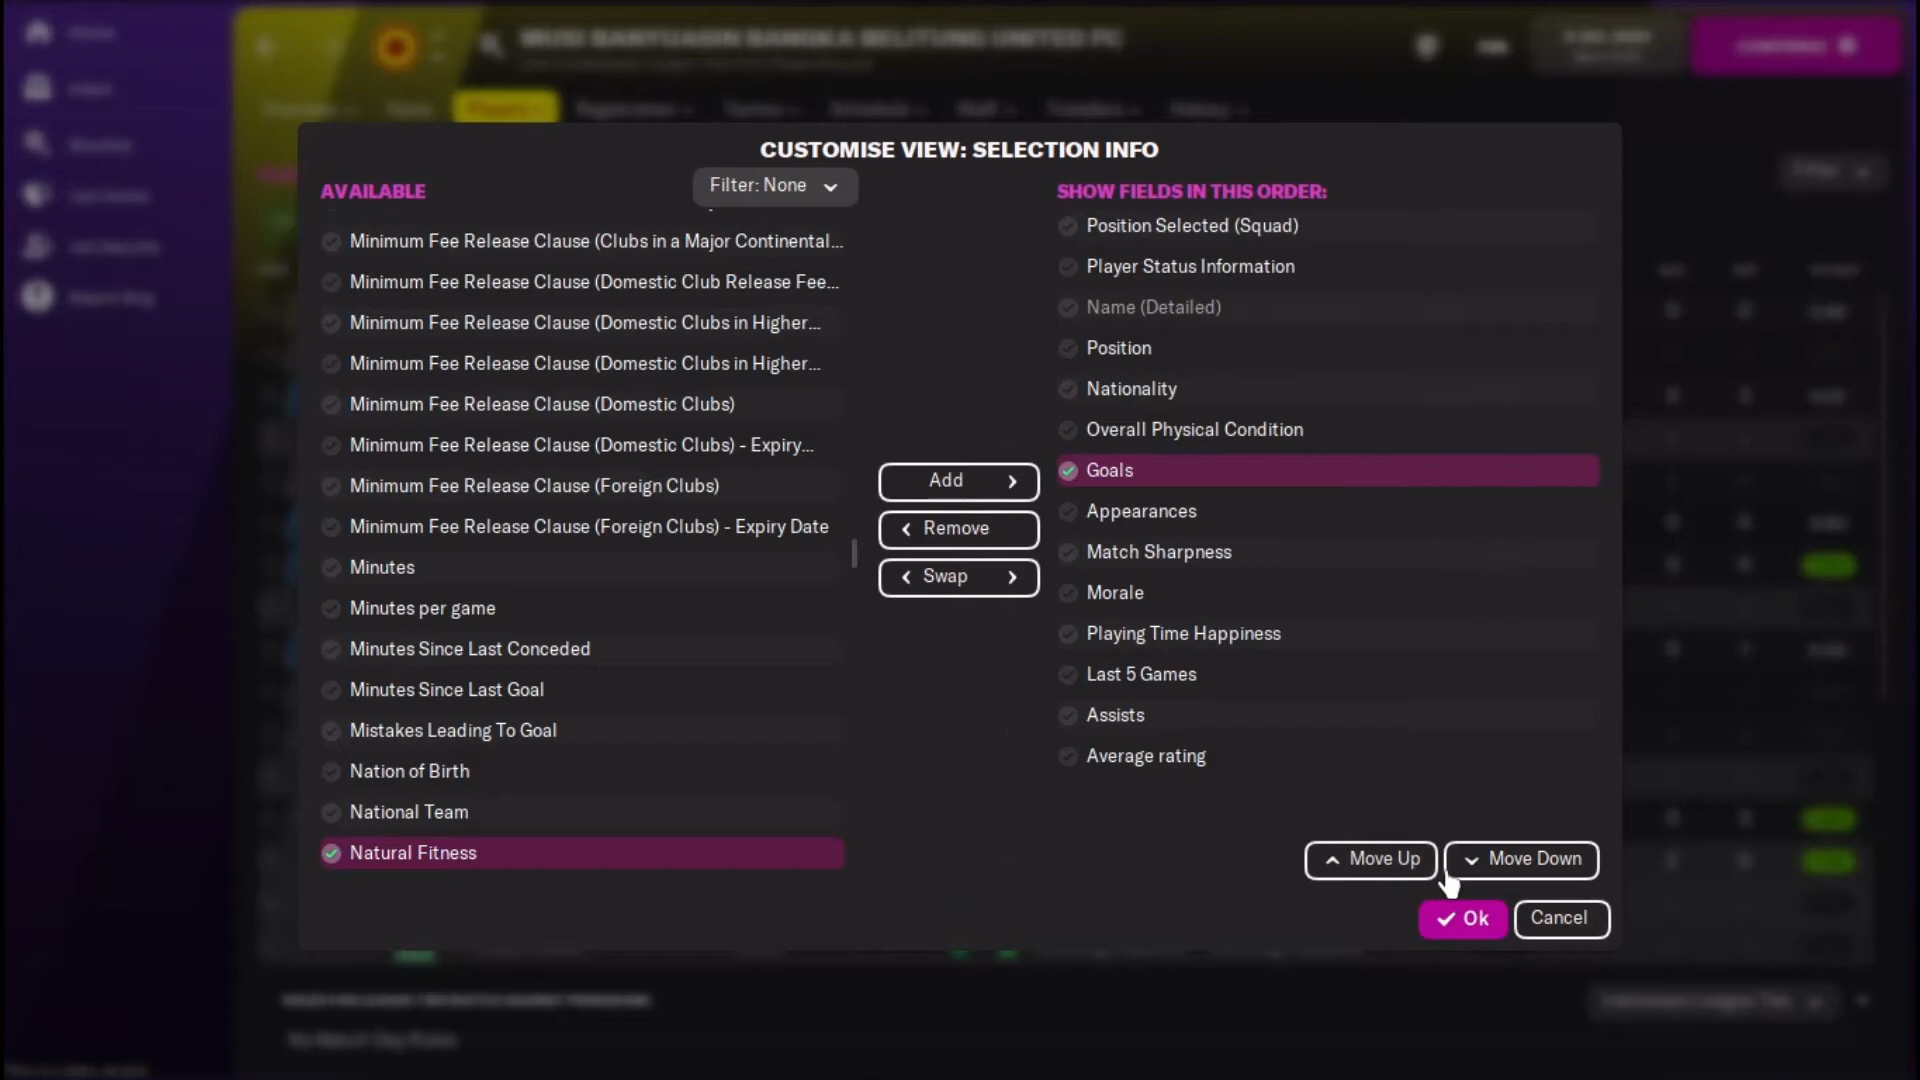 MUSI BANYUASIN BANGKA BELITUNG UNITED FC
CUSTOMISE VIEW: SELECTION INFO
AVAILABLE
Filter: None
Minimum Fee Release Clause (Clubs in a Major Continental...
Minimum Fee Release Clause (Domestic Club Release Fee...
Minimum Fee Release Clause (Domestic Clubs in Higher...
Minimum Fee Release Clause (Domestic Clubs in Higher...
Minimum Fee Release Clause (Domestic Clubs)
Minimum Fee Release Clause (Domestic Clubs) - Expiry...
Minimum Fee Release Clause (Foreign Clubs)
Minimum Fee Release Clause (Foreign Clubs) - Expiry Date
Minutes
Minutes per game
Minutes Since Last Conceded
Minutes Since Last Goal
Mistakes Leading To Goal
Nation of Birth
National Team
Natural Fitness
Add
Remove
Swap
SHOW FIELDS IN THIS ORDER:
Position Selected (Squad)
Player Status Information
Name (Detailed)
Position
Nationality
Overall Physical Condition
Goals
Appearances
Match Sharpness
Morale
Playing Time Happiness
Last 5 Games
Assists
Average rating
Move Up
Move Down
Ok
Cancel